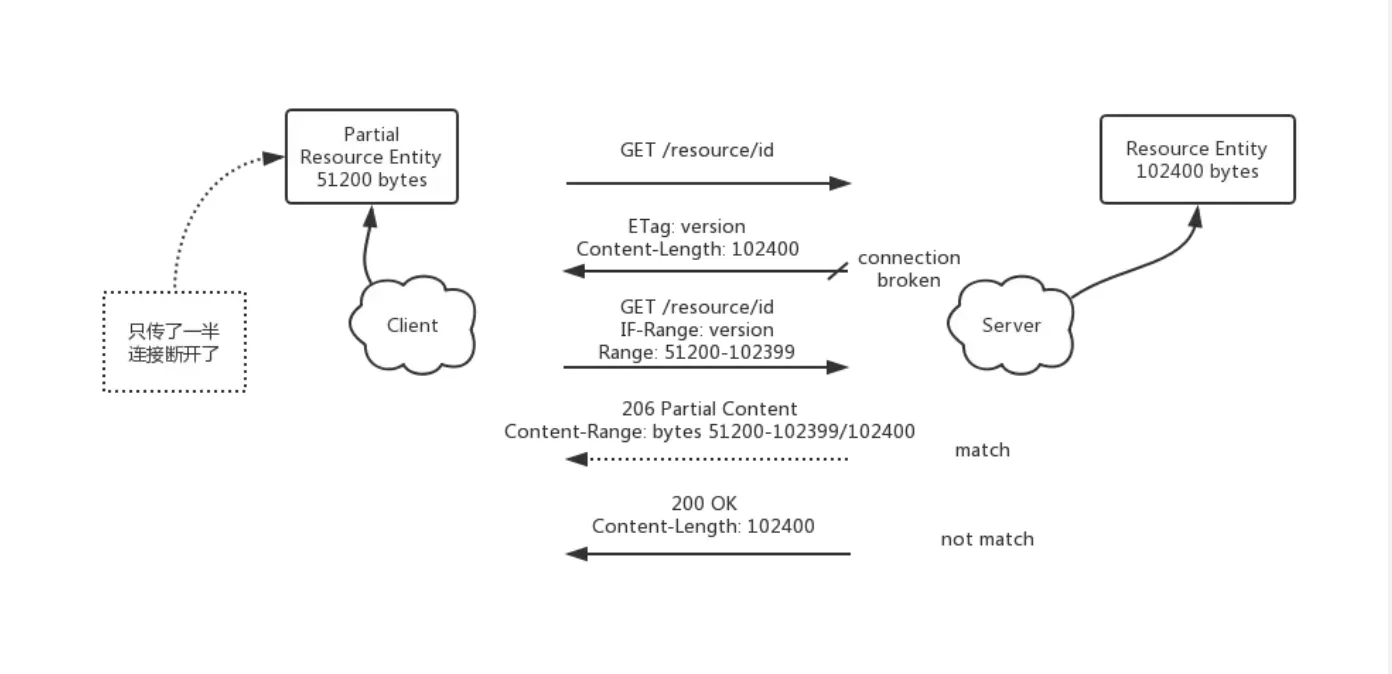 Partial
Resource Entity
51200 bytes
GET /resource/id
Resource Entity
102400 bytes
ETag: version
Content-Length: 102400
connection
broken
只传了一半
连接断开了
Client
GET /resource/id
IF-Range: version
Range: 51200-102399
Server
206 Partial Content
Content-Range: bytes 51200-102399/102400
match
200 OK
Content-Length: 102400
not match